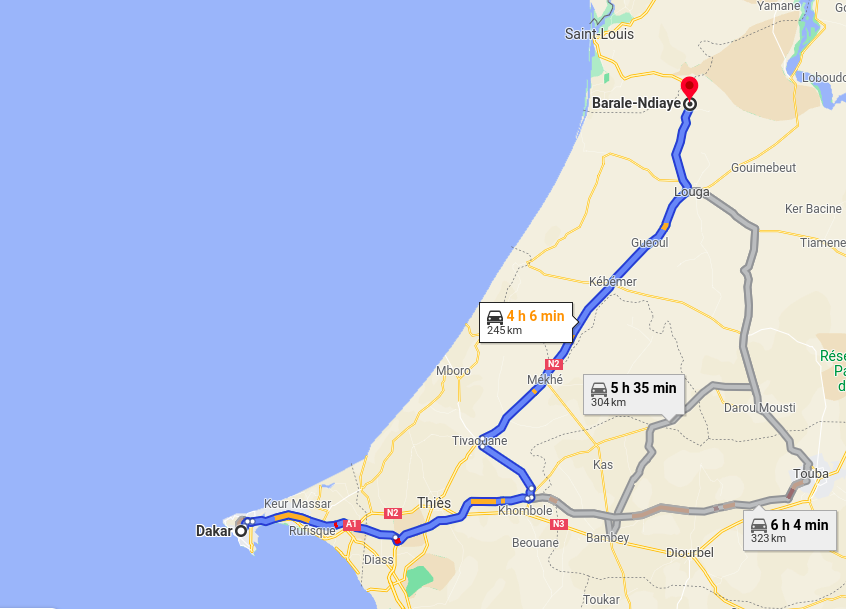 Yamane
Saint-Louis
Loboudo
Barale-Ndiaye
Gouimebeut
Louga
Ker Bacine
Gueoul
Tiamene
Kébémer
4 h 6 min
245 km
Rése
Pa
d
N2
Mboro
Mékhé
5 h 35 min
304 km
Darou Mousti
Tivaouane
Kas
Touba
Keur Massar
Thiès
N2
Khombole
Dakar
Rufisque
A1
N3
6 h 4 min
323 km
Beouane
Bambey
Diourbel
Diass
Toukar